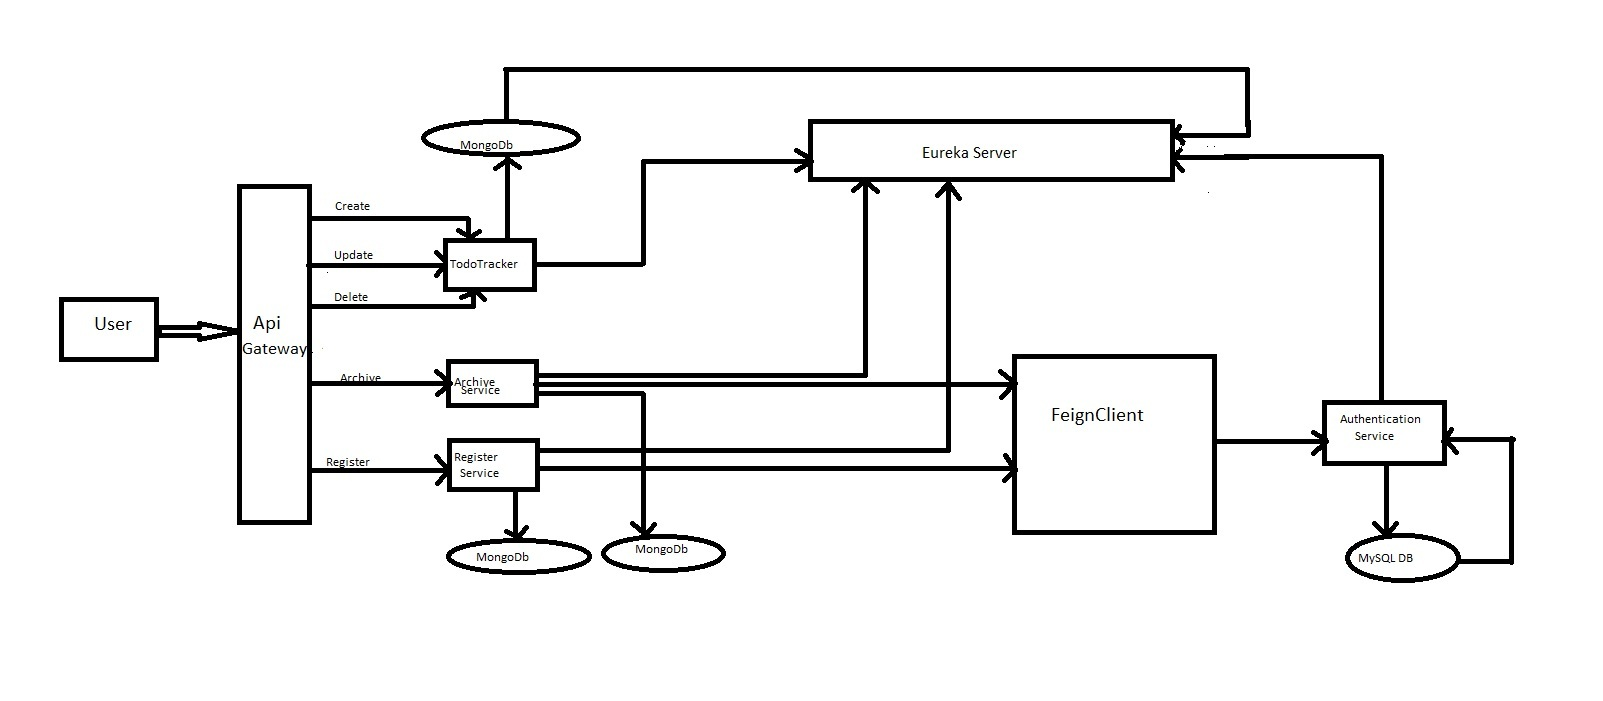 MongoDb
Eureka Server
Create
Update
TodoTracker
Delete
User
Api
Gateway
Archive
Archive
Service
FeignClient
Authentication
Service
Register
Register
Service
MongoDb
MongoDb
MySQL DB